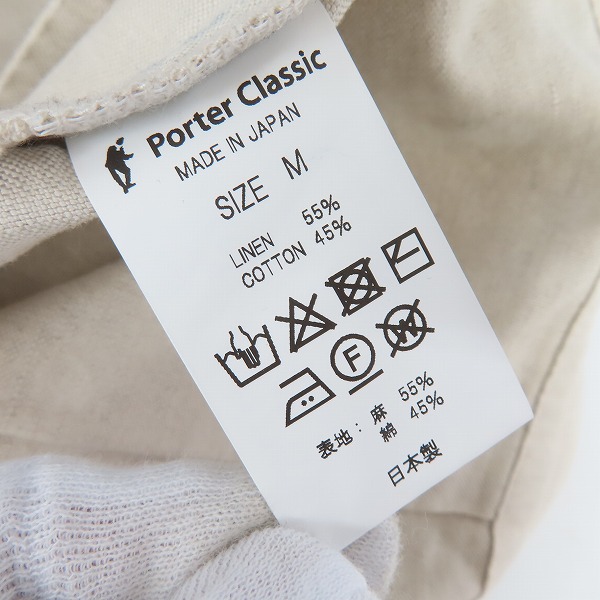 Porter Classic
MADE IN JAPAN
SIZE M
LINEN 55%
COTTON 45%
F
W
表地: 麻 55%
綿 45%
日本製